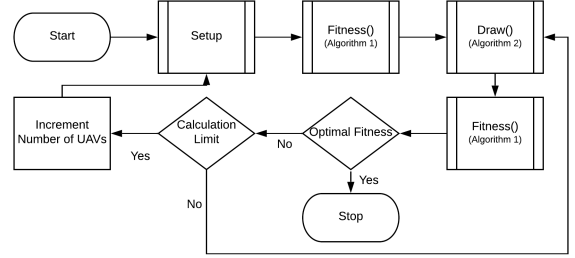 Start
Setup
Fitness()
(Algorithm 1)
Draw()
(Algorithm 2)
Increment
Number of UAVs
Calculation
Limit
Optimal Fitness
Fitness()
(Algorithm 1)
Yes
No
Yes
No
Stop